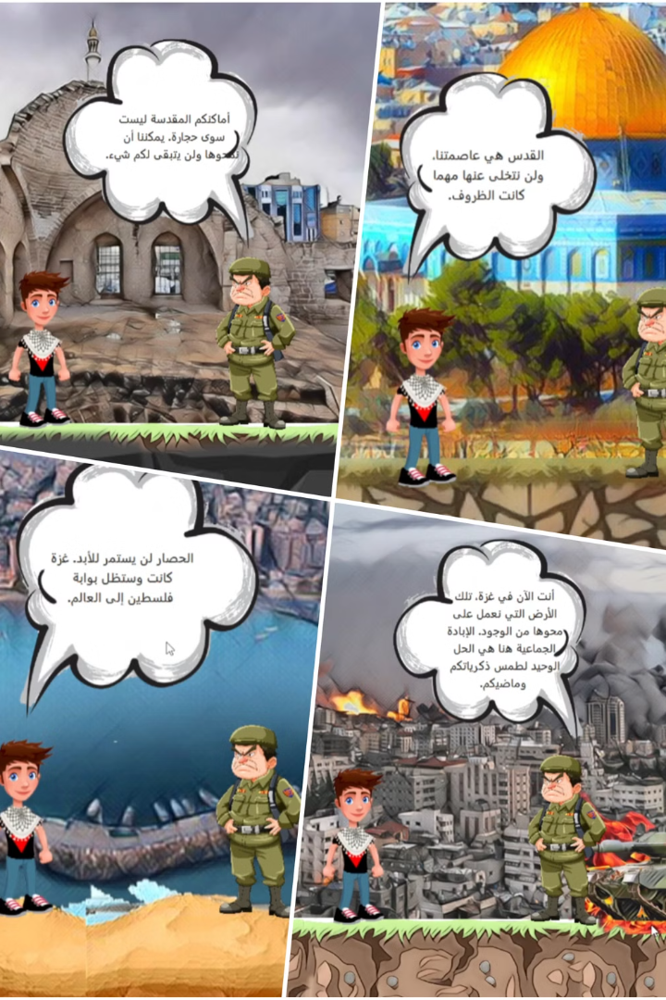 أماكنكم المقدسة ليست
سوى حجارة. يمكننا أن
نمحوها ولن يتبقى لكم شيء.
القدس هي عاصمتنا،
ولن نتخلى عنها مهما
كانت الظروف.
الحصار لن يستمر للأبد. غزة
كانت وستظل بوابة
فلسطين إلى العالم.
أنت الآن في غزة، تلك
الأرض التي نعمل على
محوها من الوجود. الإبادة
الجماعية هنا هي الحل
الوحيد لطمس ذكرياتكم
وماضيكم.